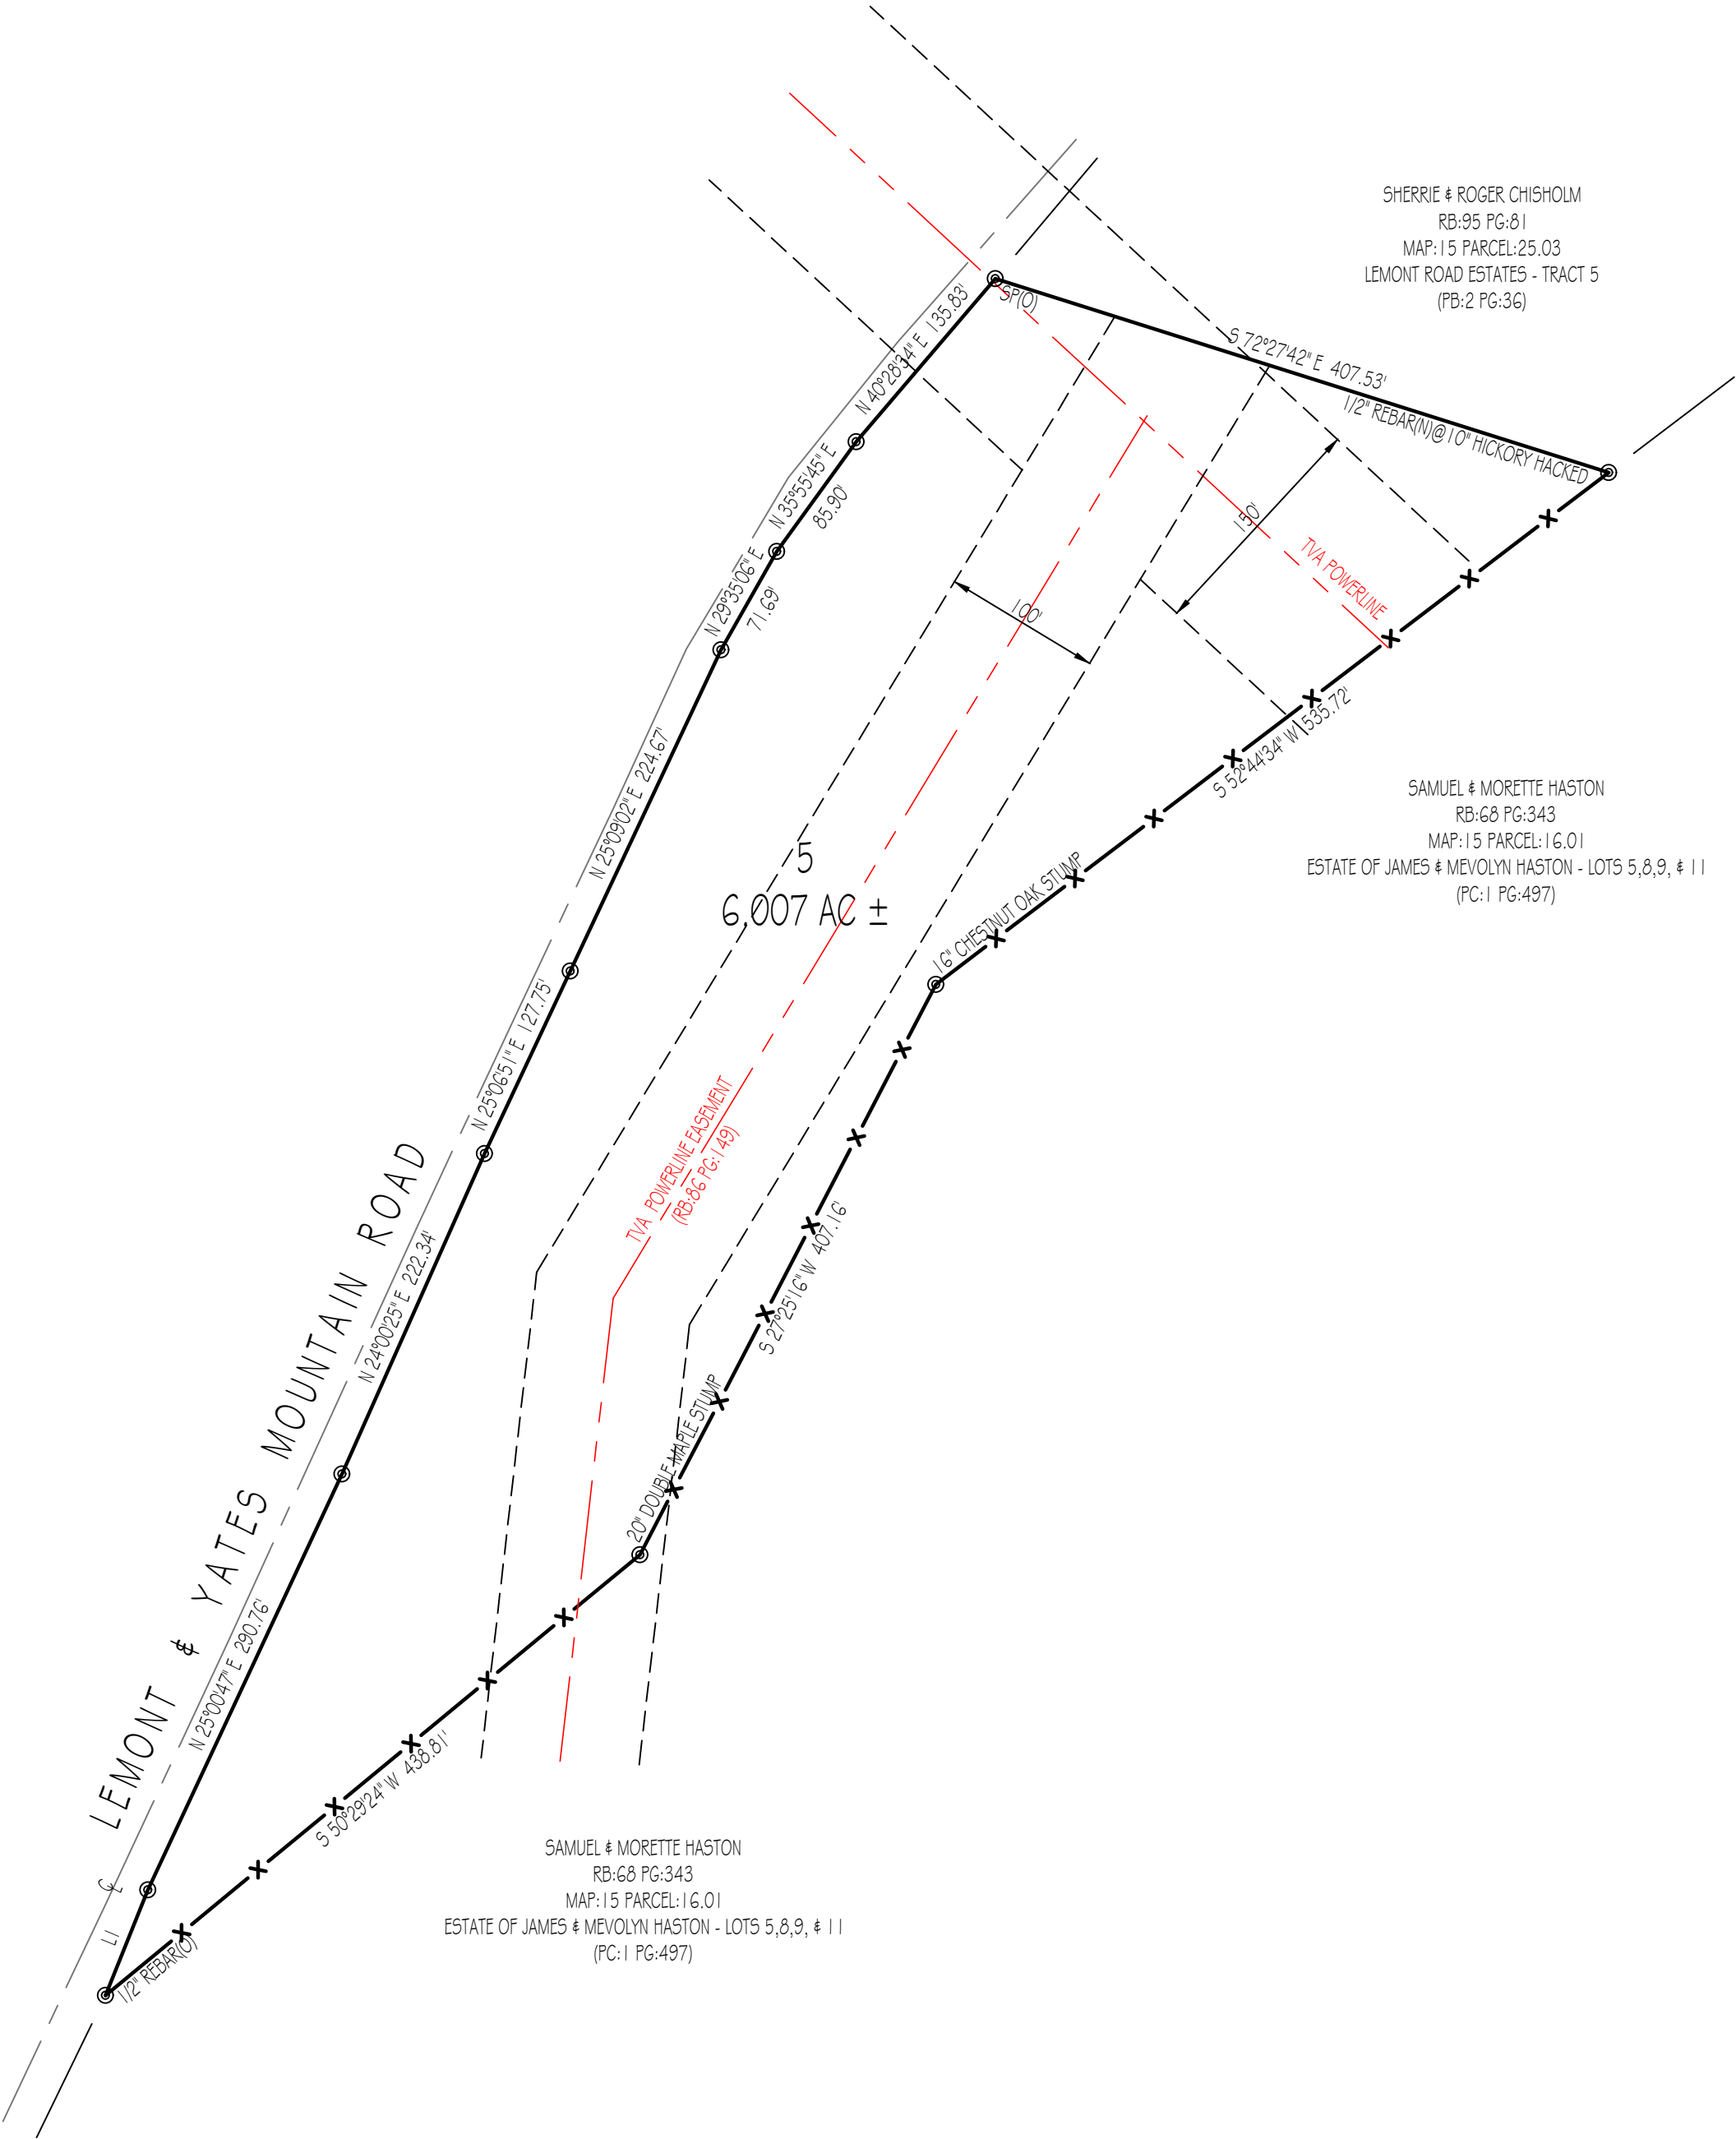 SHERRIE & ROGER CHISHOLM
RB:95 PG:81
MAP:15 PARCEL:25.03
LEMONT ROAD ESTATES - TRACT 5
(PB:2 PG:36)
SP(O)
N 40°28'34" E 135.83'
S 72°27'42" E 407.53'
1/2" REBAR(N)@10" HICKORY HACKED
N 35°55'45" E
85.90'
150'
TVA POWERLINE
N 29°35'06" E
71.69'
100'
S 52°44'34" W 535.72'
N 25°09'02" E 224.67'
SAMUEL & MORETTE HASTON
RB:68 PG:343
MAP:15 PARCEL:16.01
ESTATE OF JAMES & MEVOLYN HASTON - LOTS 5,8,9, & 11
(PC:1 PG:497)
5
6.007 AC ±
16" CHESTNUT OAK STUMP
N 25°06'51" E 127.75'
TVA POWERLINE EASEMENT
(RB:86 PG:149)
LEMONT & YATES MOUNTAIN ROAD
N 24°00'25" E 222.34'
S 27°25'16" W 407.16'
20" DOUBLE MAPLE STUMP
N 25°00'47" E 290.76'
S 50°29'24" W 438.81'
SAMUEL & MORETTE HASTON
RB:68 PG:343
MAP:15 PARCEL:16.01
ESTATE OF JAMES & MEVOLYN HASTON - LOTS 5,8,9, & 11
(PC:1 PG:497)
℄
L1
1/2" REBAR(O)